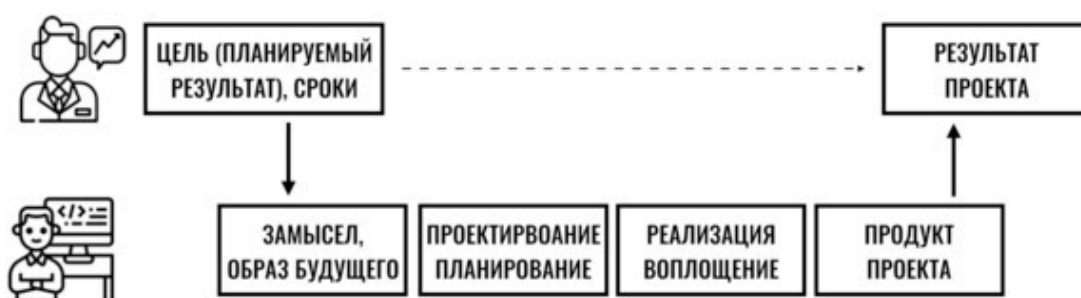 ЦЕЛЬ (ПЛАНИРУЕМЫЙ
РЕЗУЛЬТАТ), СРОКИ
РЕЗУЛЬТАТ
ПРОЕКТА
</>
ЗАМЫСЕЛ,
ОБРАЗ БУДУЩЕГО
ПРОЕКТИРВОАНИЕ
ПЛАНИРОВАНИЕ
РЕАЛИЗАЦИЯ
ВОПЛОЩЕНИЕ
ПРОДУКТ
ПРОЕКТА